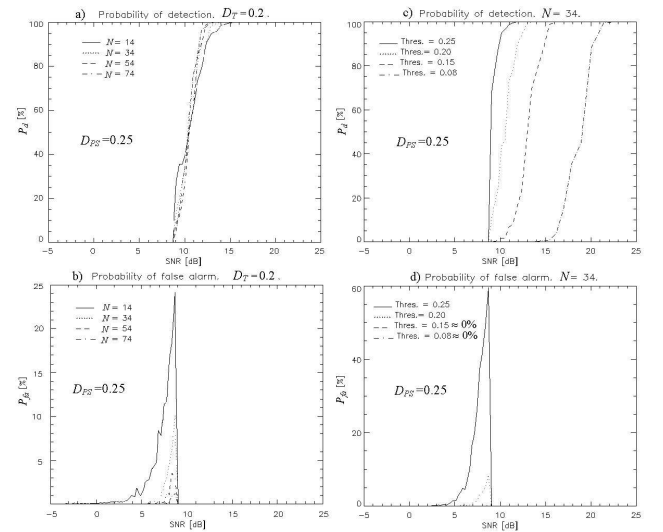 a) Probability of detection. D_T=0.2.
P_d [%]
100
80
60
40
20
0
N = 14
N = 34
N = 54
N = 74
D_PS=0.25
-5
0
5
10
15
20
25
SNR [dB]
c) Probability of detection. N= 34.
P_d [%]
100
80
60
40
20
0
Thres. = 0.25
Thres. = 0.20
Thres. = 0.15
Thres. = 0.08
D_PS=0.25
-5
0
5
10
15
20
25
SNR [dB]
b) Probability of false alarm. D_T=0.2.
P_fa [%]
25
20
15
10
5
N = 14
N = 34
N = 54
N = 74
D_PS=0.25
-5
0
5
10
15
20
25
SNR [dB]
d) Probability of false alarm. N= 34.
P_fa [%]
60
40
20
0
Thres. = 0.25
Thres. = 0.20
Thres. = 0.15 ≈ 0%
Thres. = 0.08 ≈ 0%
D_PS=0.25
-5
0
5
10
15
20
25
SNR [dB]